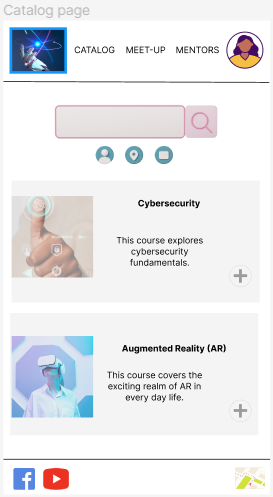 Catalog page
CATALOG MEET-UP MENTORS
Cybersecurity
This course explores
cybersecurity
fundamentals.
Augmented Reality (AR)
This course covers the
exciting realm of AR in
every day life.